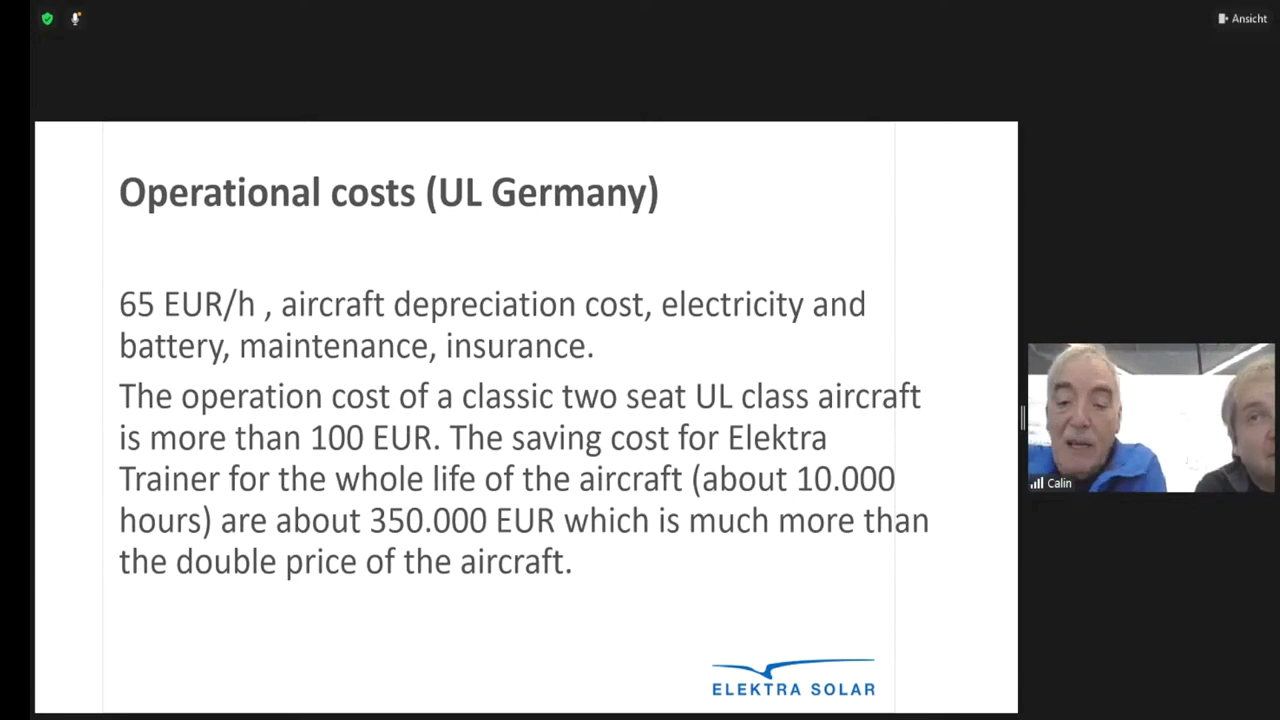 Ansicht
Operational costs (UL Germany)
65 EUR/h , aircraft depreciation cost, electricity and
battery, maintenance, insurance.
The operation cost of a classic two seat UL class aircraft
is more than 100 EUR. The saving cost for Elektra
Trainer for the whole life of the aircraft (about 10.000
hours) are about 350.000 EUR which is much more than
the double price of the aircraft.
Calin
ELEKTRA SOLAR